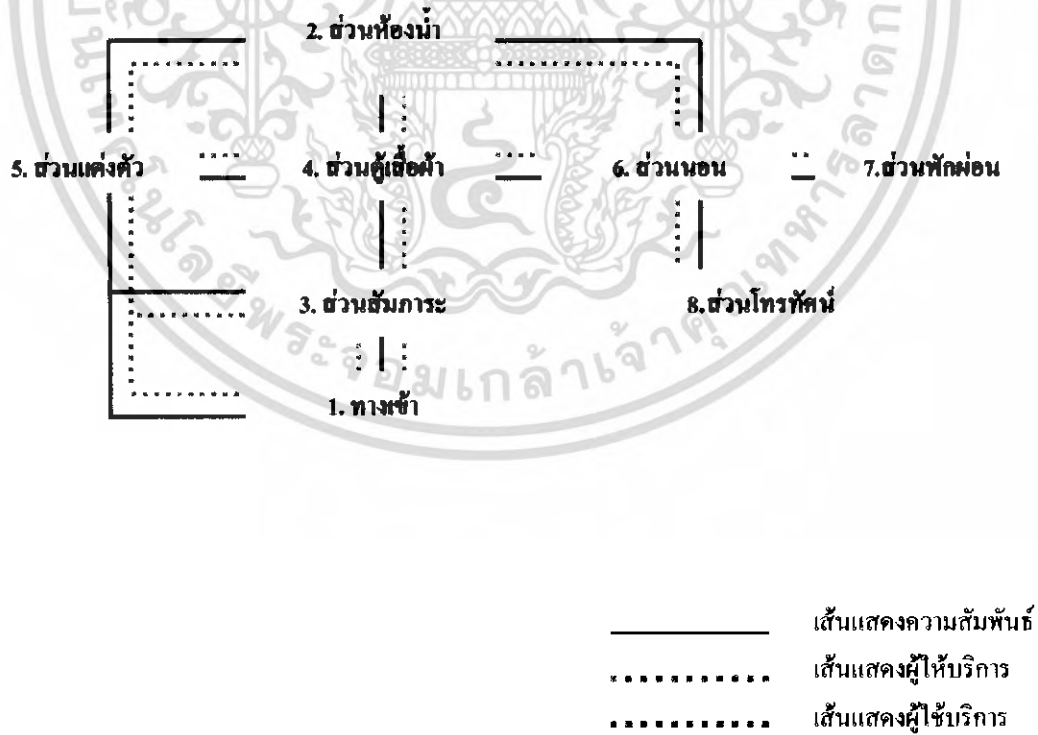 2. ส่วนห้องน้ำ
5. ส่วนแต่งตัว 4. ส่วนตู้เสื้อผ้า 6. ส่วนนอน 7.ส่วนพักผ่อน
3. ส่วนสัมภาระ 8.ส่วนโทรทัศน์
1. ทางเข้า
เส้นแสดงความสัมพันธ์
เส้นแสดงผู้ให้บริการ
เส้นแสดงผู้ใช้บริการ